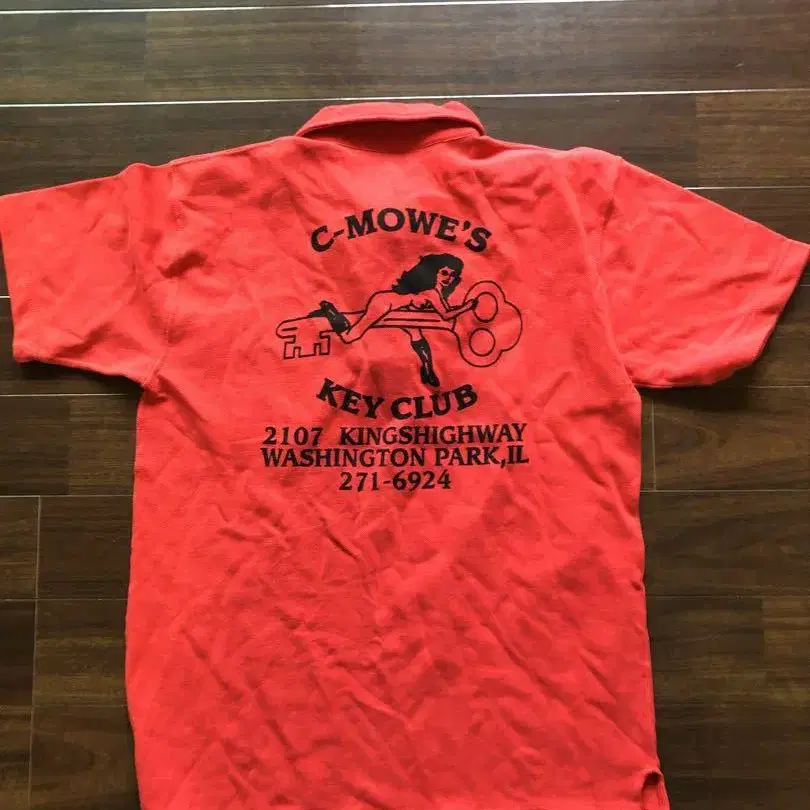 C-MOWE'S
KEY CLUB
2107 KINGSHIGHWAY
WASHINGTON PARK, IL
271-6924